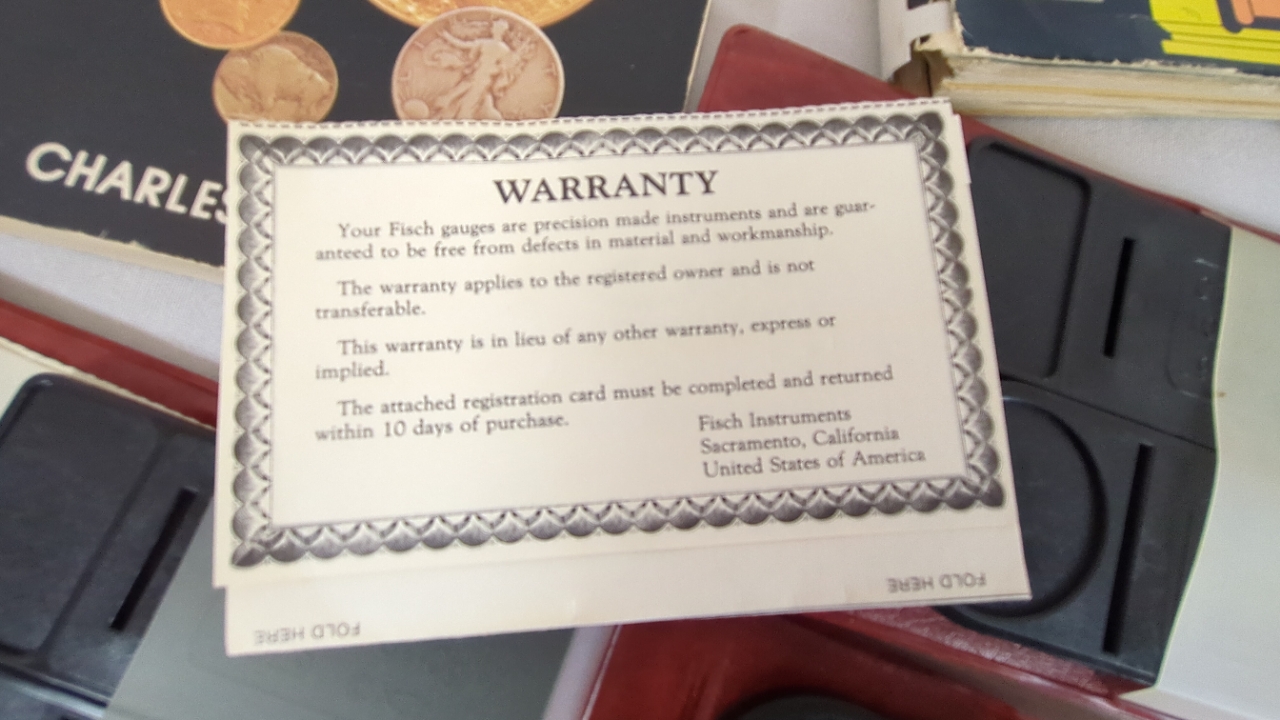 CHARLES
WARRANTY
Your Fisch gauges are precision made instruments and are guar-
anteed to be free from defects in material and workmanship.
The warranty applies to the registered owner and is not
transferable.
This warranty is in lieu of any other warranty, express or
implied.
The attached registration card must be completed and returned
within 10 days of purchase.
Fisch Instruments
Sacramento, California
United States of America
FOLD HERE
FOLD HERE